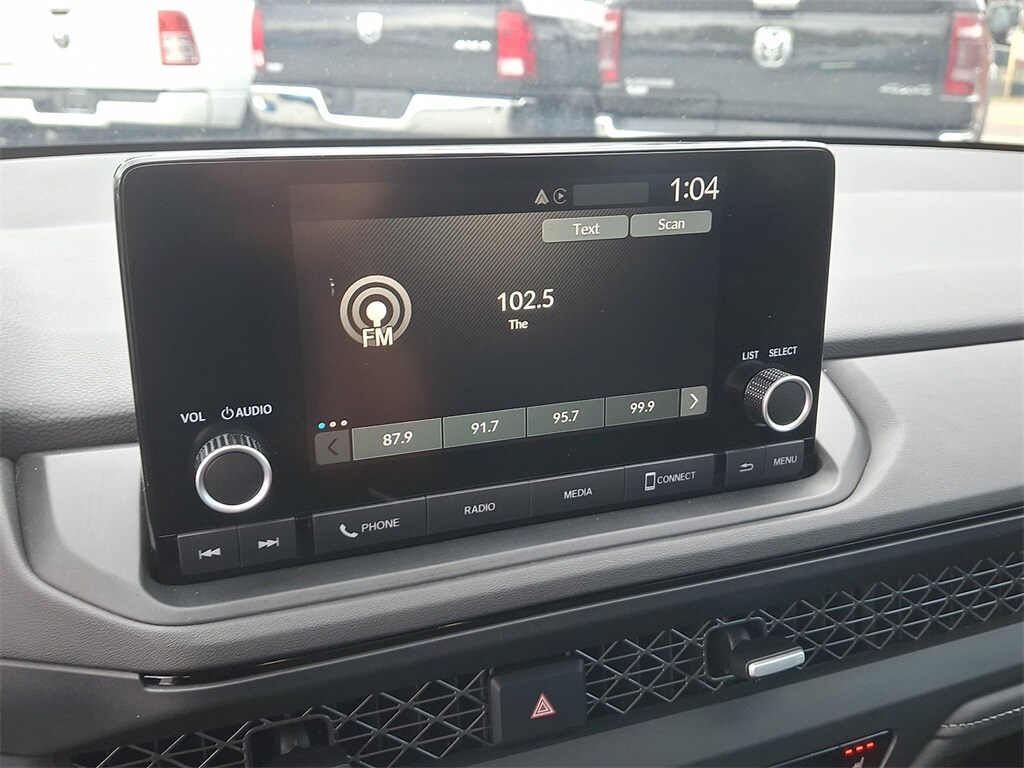 1:04
Text Scan
102.5
The
FM
LIST SELECT
VOL AUDIO
87.9 91.7 95.7 99.9
PHONE RADIO MEDIA CONNECT MENU